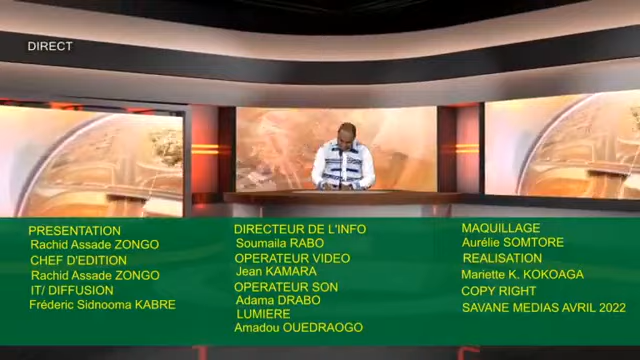 DIRECT
PRESENTATION
Rachid Assade ZONGO
CHEF D'EDITION
Rachid Assade ZONGO
IT/ DIFFUSION
Fréderic Sidnooma KABRE
DIRECTEUR DE L'INFO
Soumaila RABO
OPERATEUR VIDEO
Jean KAMARA
OPERATEUR SON
Adama DRABO
LUMIERE
Amadou OUEDRAOGO
MAQUILLAGE
Aurélie SOMTORE
REALISATION
Mariette K. KOKOAGA
COPY RIGHT
SAVANE MEDIAS AVRIL 2022